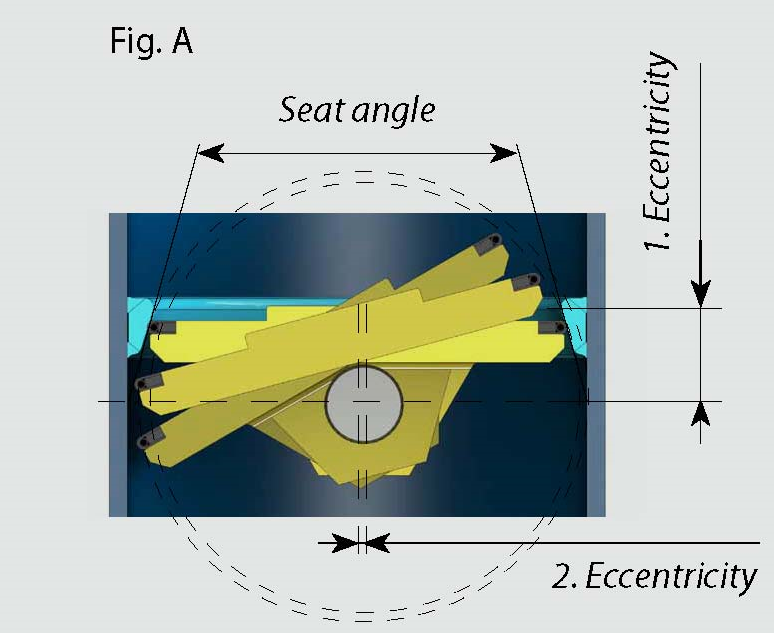 Fig. A
Seat angle
1. Eccentricity
2. Eccentricity